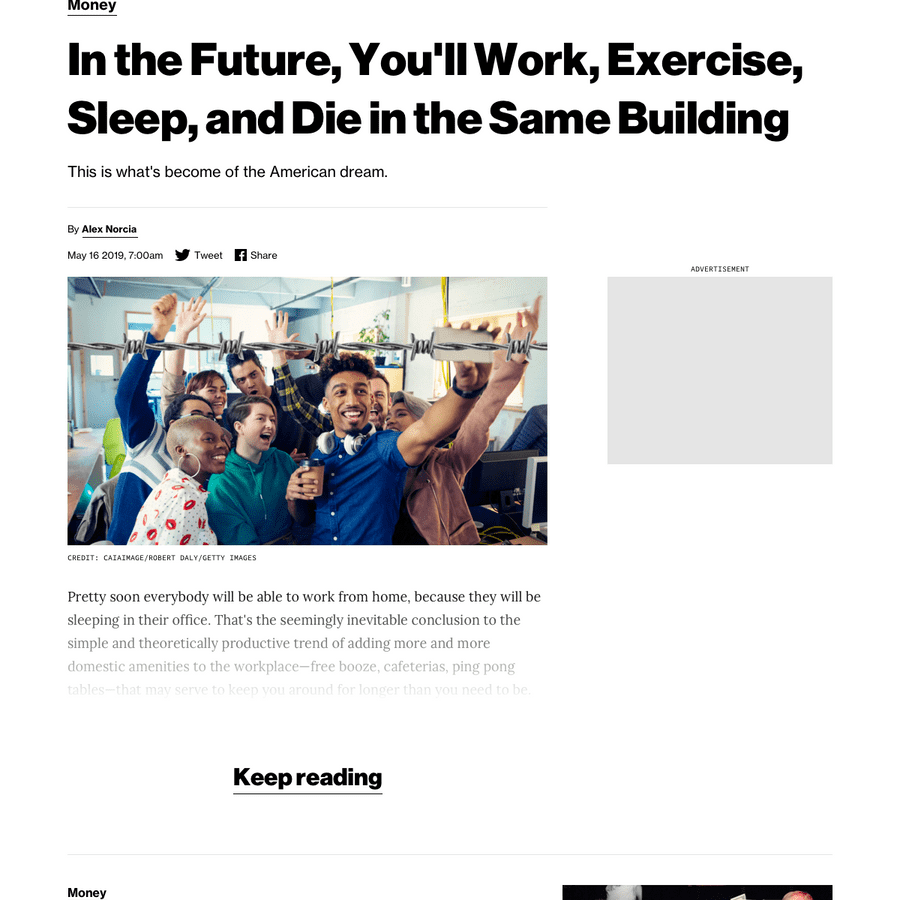 Money
In the Future, You'll Work, Exercise,
Sleep, and Die in the Same Building
This is what's become of the American dream.
By Alex Norcia
May 16 2019, 7:00am Tweet Share
ADVERTISEMENT
CREDIT: CAIAIMAGE/ROBERT DALY/GETTY IMAGES
Pretty soon everybody will be able to work from home, because they will be
sleeping in their office. That's the seemingly inevitable conclusion to the
simple and theoretically productive trend of adding more and more
domestic amenities to the workplace—free booze, cafeterias, ping pong
tables—that may serve to keep you around for longer than you need to be.
Keep reading
Money